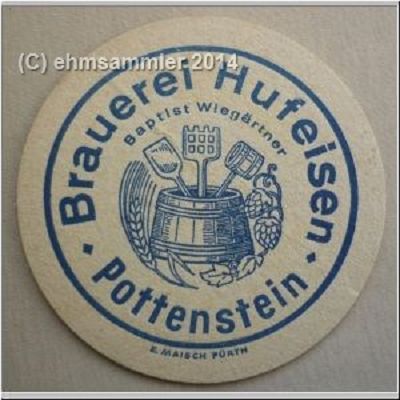 (C) ehmsammler 2014
Brauerei Hufeisen
Baptist Wiegärtner
Pottenstein
E. MAISCH FÜRTH